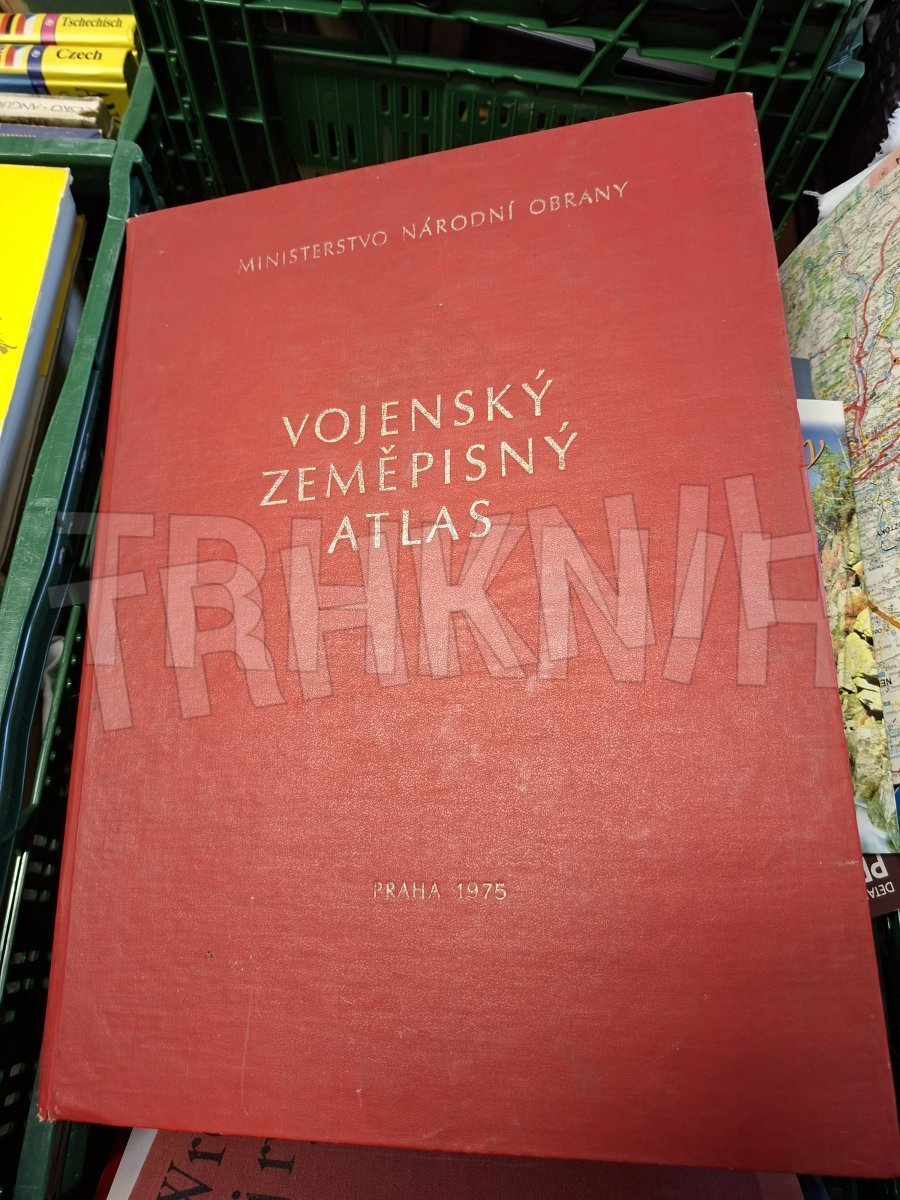 Tschechisch
Czech
MINISTERSTVO NÁRODNÍ OBRANY
VOJENSKÝ
ZEMĚPISNÝ
ATLAS
TRHKNIH
PRAHA 1975